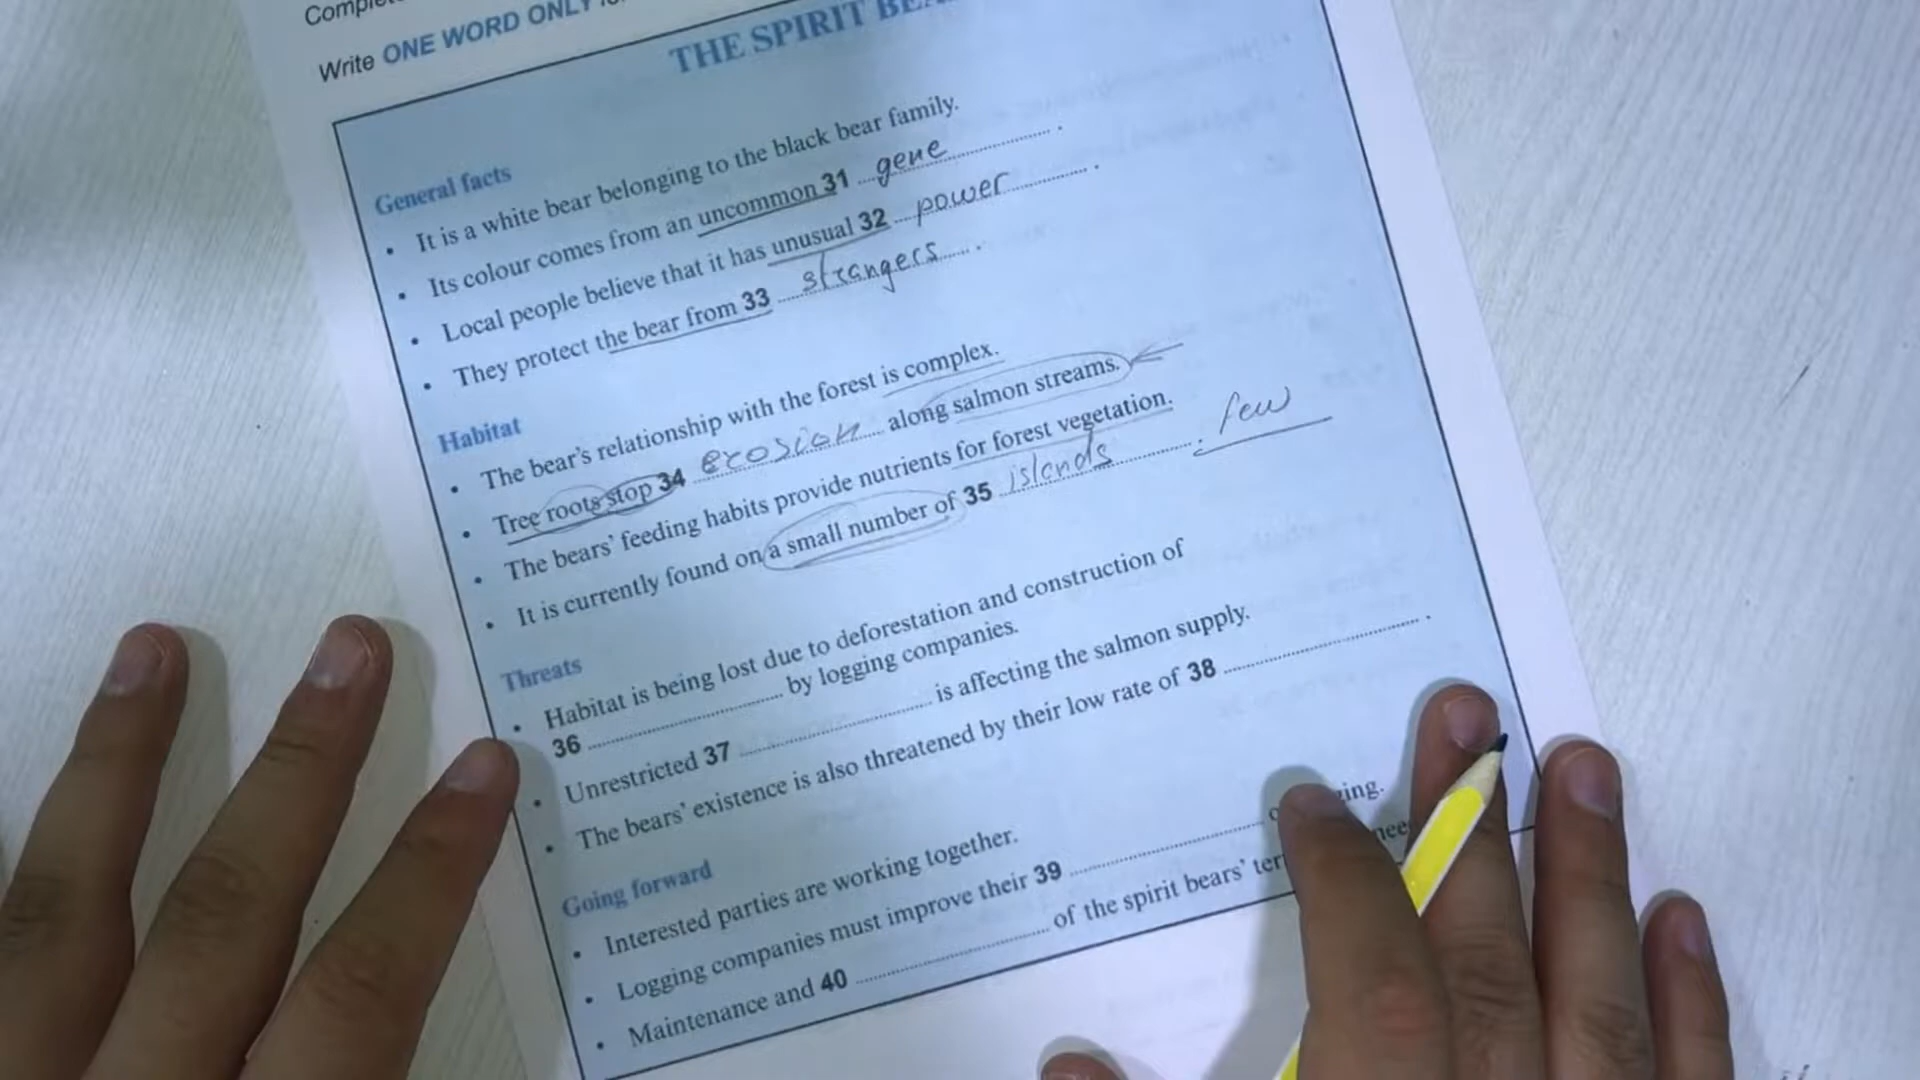 Write ONE WORD ONLY
THE SPIRIT
General facts
• It is a white bear belonging to the black bear family.
• Its colour comes from an uncommon 31 gene .
• Local people believe that it has unusual 32 power .
• They protect the bear from 33 strangers .
Habitat
• The bear's relationship with the forest is complex.
• Tree roots stop 34 erosion along salmon streams.
• The bears' feeding habits provide nutrients for forest vegetation.
• It is currently found on a small number of 35 islands . few
Threats
• Habitat is being lost due to deforestation and construction of
36 by logging companies.
• Unrestricted 37 is affecting the salmon supply.
• The bears' existence is also threatened by their low rate of 38 .
Going forward
• Interested parties are working together.
• Logging companies must improve their 39
• Maintenance and 40 of the spirit bears'